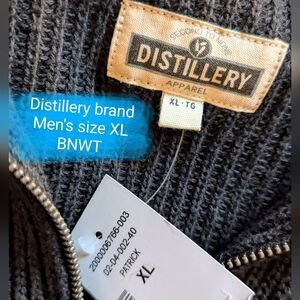 SECOND TO NONE
DISTILLERY
APPAREL
XL·TG
Distillery brand
Men's size XL
BNWT
2000006766-003
02-04-002-40
PATRICK
XL